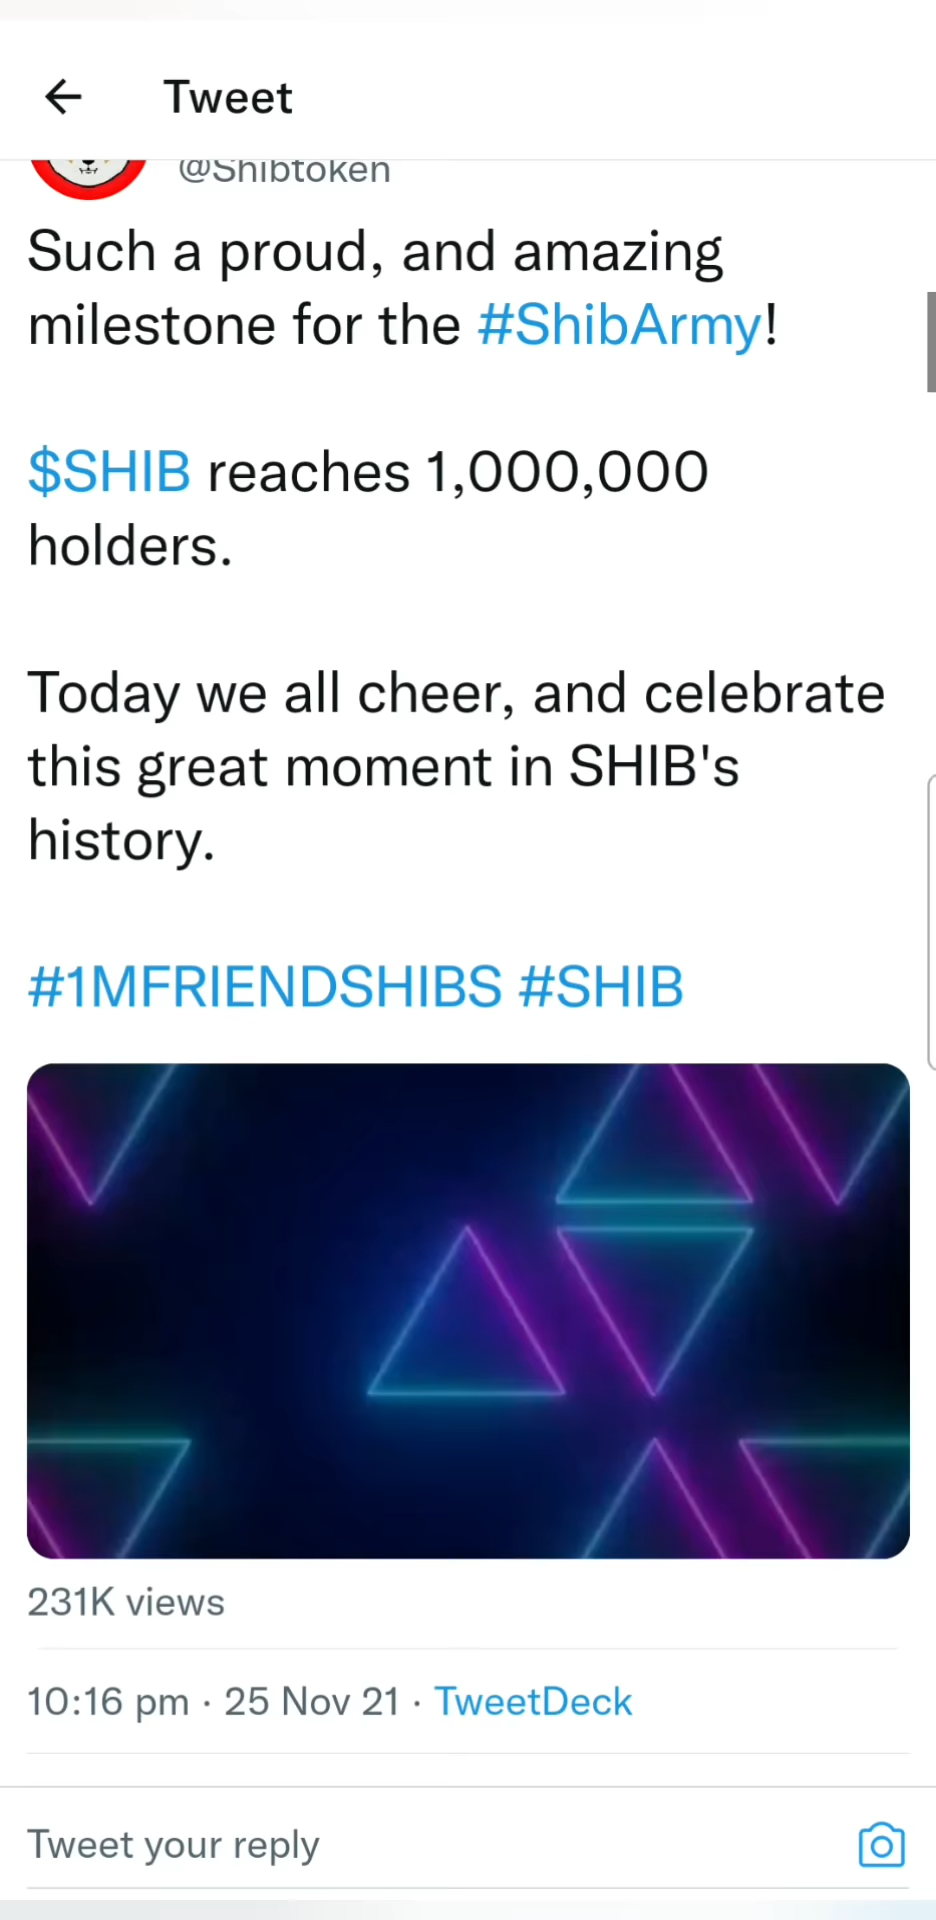 Tweet
@Shibtoken
Such a proud, and amazing
milestone for the #ShibArmy!
$SHIB reaches 1,000,000
holders.
Today we all cheer, and celebrate
this great moment in SHIB's
history.
#1MFRIENDSHIBS #SHIB
231K views
10:16 pm · 25 Nov 21 · TweetDeck
Tweet your reply